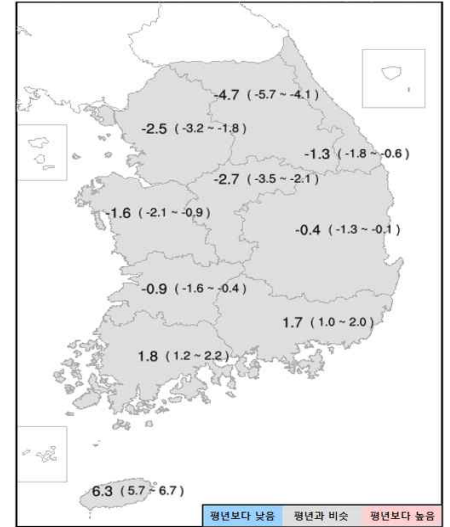 -4.7 ( -5.7 ~ -4.1 )
-2.5 ( -3.2 ~ -1.8 )
-1.3 ( -1.8 ~ -0.6 )
-2.7 ( -3.5 ~ -2.1 )
-1.6 ( -2.1 ~ -0.9 )
-0.4 ( -1.3 ~ -0.1 )
-0.9 ( -1.6 ~ -0.4 )
1.7 ( 1.0 ~ 2.0 )
1.8 ( 1.2 ~ 2.2 )
6.3 ( 5.7 ~ 6.7 )
평년보다 낮음 평년과 비슷 평년보다 높음